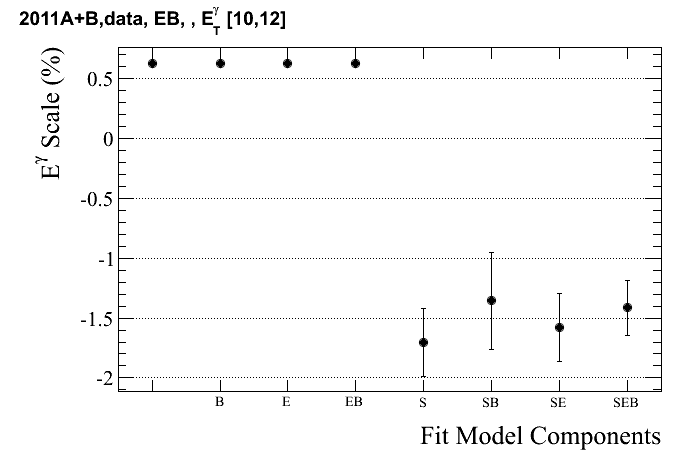 2011A+B,data, EB, , E_T^γ [10,12]
E^γ Scale (%)
0.5
0
-0.5
-1
-1.5
-2
B E EB S SB SE SEB
Fit Model Components